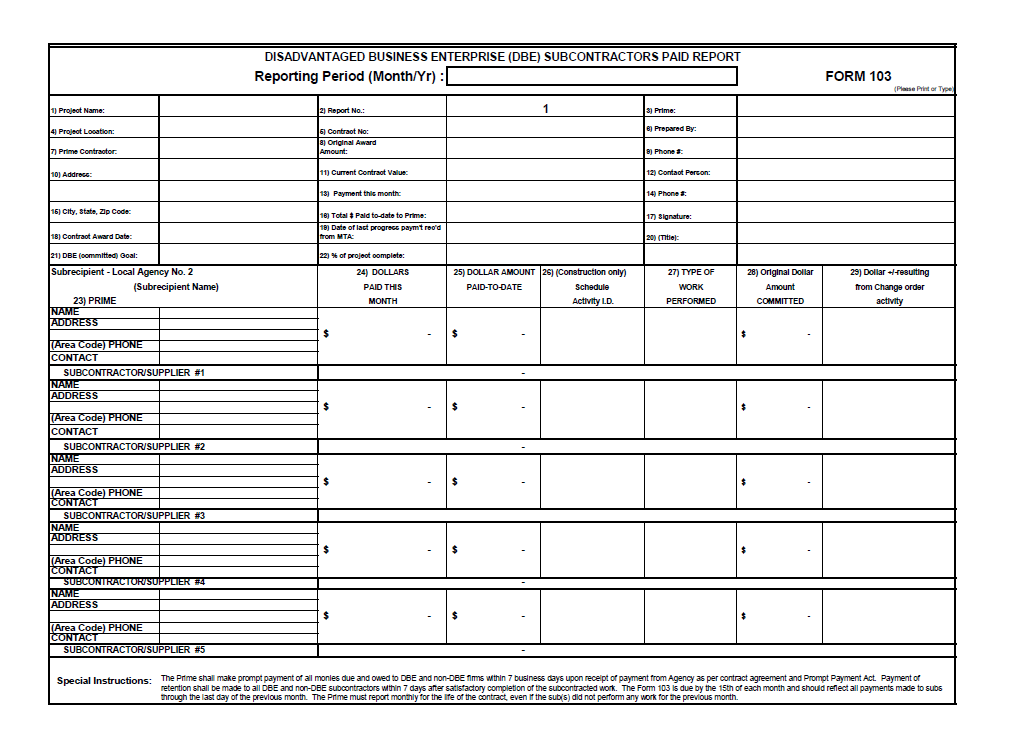 DISADVANTAGED BUSINESS ENTERPRISE (DBE) SUBCONTRACTORS PAID REPORT
Reporting Period (Month/Yr) : FORM 103
(Please Print or Type)
1) Project Name: 2) Report No.: 1 3) Prime:
4) Project Location: 5) Contract No: 6) Prepared By:
7) Prime Contractor: 8) Original Award Amount: 9) Phone #:
10) Address: 11) Current Contract Value: 12) Contact Person:
13) Payment this month: 14) Phone #:
15) City, State, Zip Code: 16) Total $ Paid to-date to Prime: 17) Signature:
18) Contract Award Date: 19) Date of last progress paym't rec'd from MTA: 20) (Title):
21) DBE (committed) Goal: 22) % of project complete:
Subrecipient - Local Agency No. 2 24) DOLLARS 25) DOLLAR AMOUNT 26) (Construction only) 27) TYPE OF 28) Original Dollar 29) Dollar +/-resulting
(Subrecipient Name) PAID THIS PAID-TO-DATE Schedule WORK Amount from Change order
23) PRIME MONTH Activity I.D. PERFORMED COMMITTED activity
NAME
ADDRESS
$ - $ - $ -
(Area Code) PHONE
CONTACT
SUBCONTRACTOR/SUPPLIER #1 -
NAME
ADDRESS
$ - $ - $ -
(Area Code) PHONE
CONTACT
SUBCONTRACTOR/SUPPLIER #2 -
NAME
ADDRESS
$ - $ - $ -
(Area Code) PHONE
CONTACT
SUBCONTRACTOR/SUPPLIER #3
NAME
ADDRESS
$ - $ - $ -
(Area Code) PHONE
CONTACT
SUBCONTRACTOR/SUPPLIER #4 -
NAME
ADDRESS
$ - $ - $ -
(Area Code) PHONE
CONTACT
SUBCONTRACTOR/SUPPLIER #5 -
Special Instructions: The Prime shall make prompt payment of all monies due and owed to DBE and non-DBE firms within 7 business days upon receipt of payment from Agency as per contract agreement and Prompt Payment Act. Payment of
retention shall be made to all DBE and non-DBE subcontractors within 7 days after satisfactory completion of the subcontracted work. The Form 103 is due by the 15th of each month and should reflect all payments made to subs
through the last day of the previous month. The Prime must report monthly for the life of the contract, even if the sub(s) did not perform any work for the previous month.